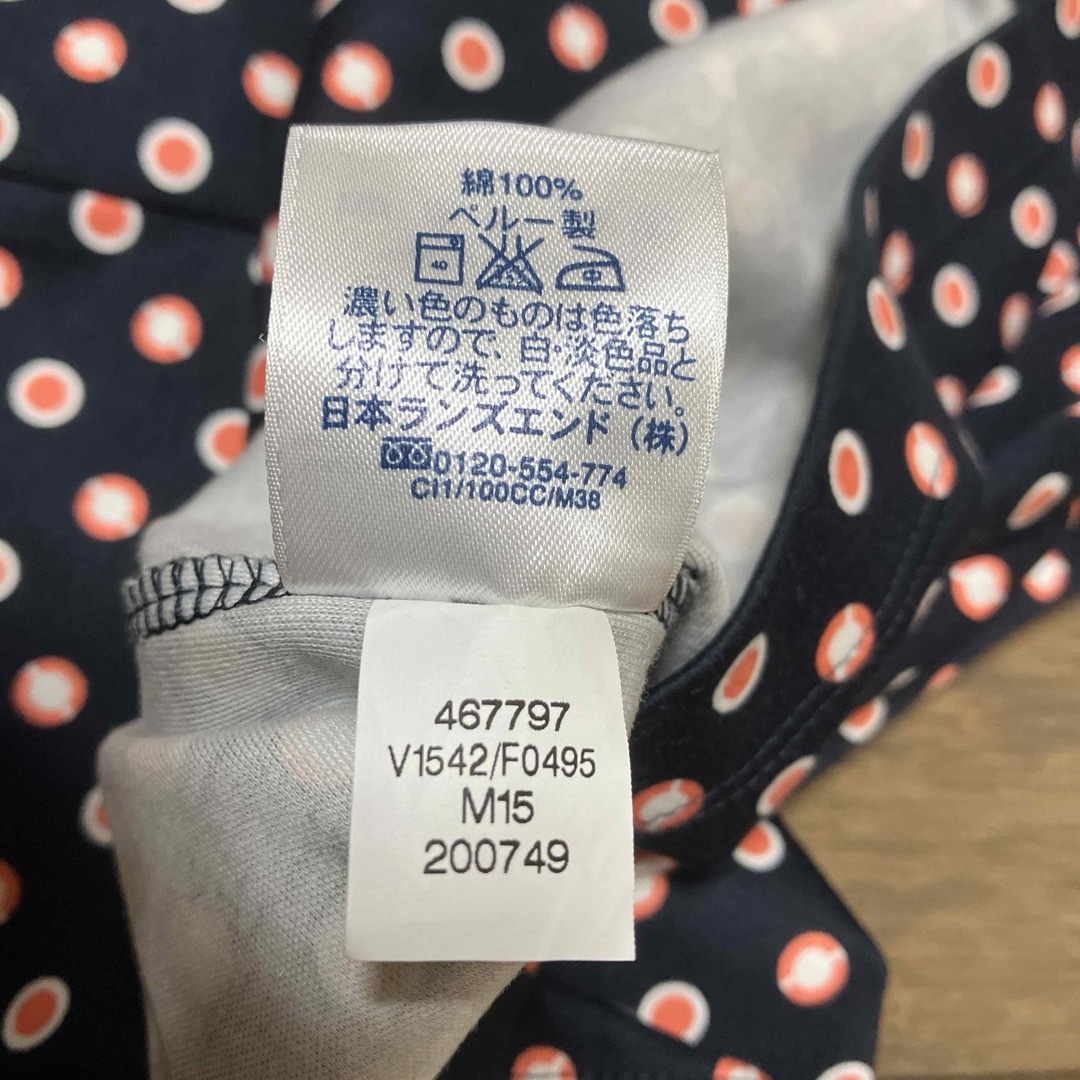 綿100%
ペルー製
40
中
濃い色のものは色落ち
しますので、白・淡色品と
分けて洗ってください。
日本ランズエンド(株)
0120-554-774
CI1/100CC/M38
467797
V1542/F0495
M15
200749